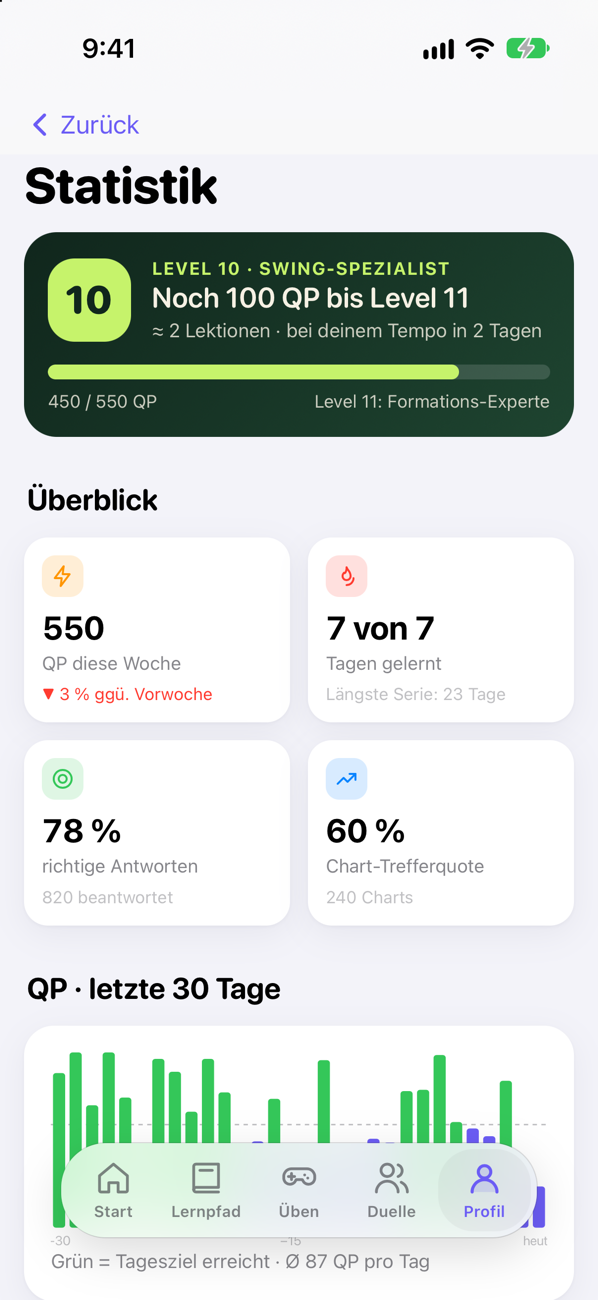 9:41
Zurück
Statistik
10
LEVEL 10 · SWING-SPEZIALIST
Noch 100 QP bis Level 11
≈ 2 Lektionen · bei deinem Tempo in 2 Tagen
450 / 550 QP
Level 11: Formations-Experte
Überblick
550
QP diese Woche
▼ 3 % ggü. Vorwoche
7 von 7
Tagen gelernt
Längste Serie: 23 Tage
78 %
richtige Antworten
820 beantwortet
60 %
Chart-Trefferquote
240 Charts
QP · letzte 30 Tage
Start
Lernpfad
Üben
Duelle
Profil
-30
−15
heut
Grün = Tagesziel erreicht · Ø 87 QP pro Tag